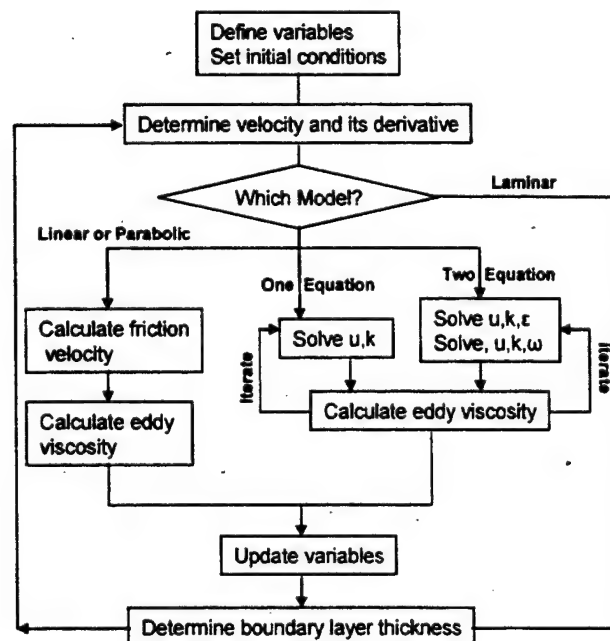 Define variables
Set initial conditions
Determine velocity and its derivative
Which Model?
Laminar
Linear or Parabolic
One Equation
Two Equation
Calculate friction
velocity
Solve u,k
Solve u,k,ε
Solve, u,k,ω
Iterate
Iterate
Calculate eddy
viscosity
Calculate eddy viscosity
Update variables
Determine boundary layer thickness